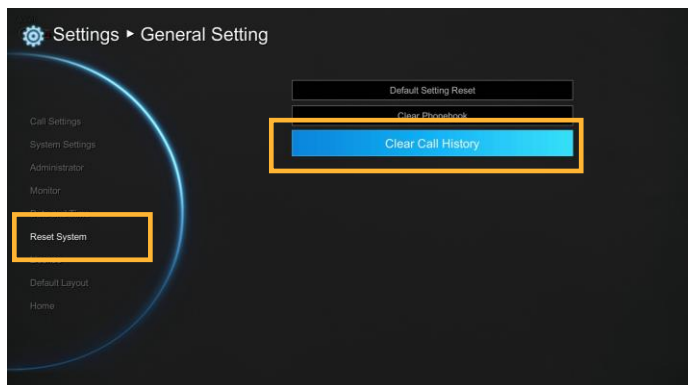 Settings ▸ General Setting
Default Setting Reset
Clear Phonebook
Clear Call History
Call Settings
System Settings
Administrator
Monitor
Reset System
Default Layout
Home